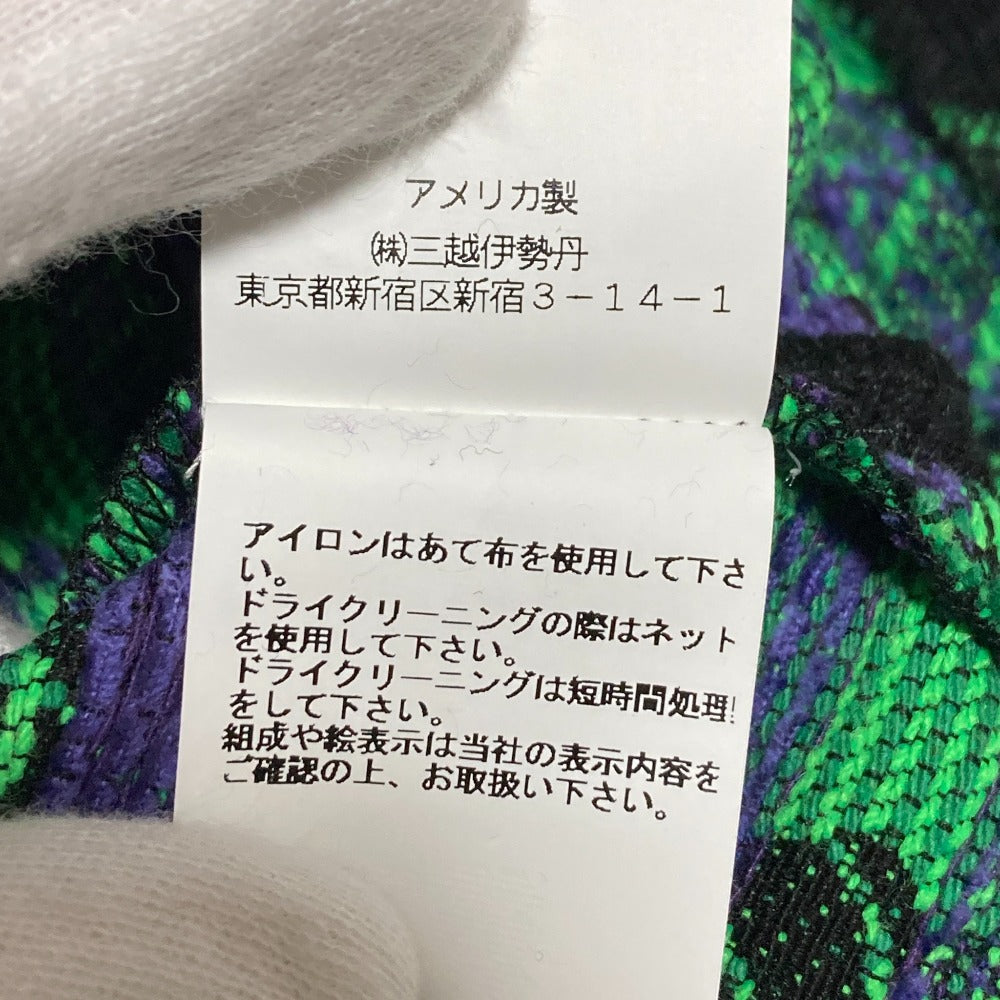 アメリカ製
㈱三越伊勢丹
東京都新宿区新宿３－１４－１
アイロンはあて布を使用して下さ
い。
ドライクリーニングの際はネット
を使用して下さい。
ドライクリーニングは短時間処理!
をして下さい。
組成や絵表示は当社の表示内容を
ご確認の上、お取扱い下さい。